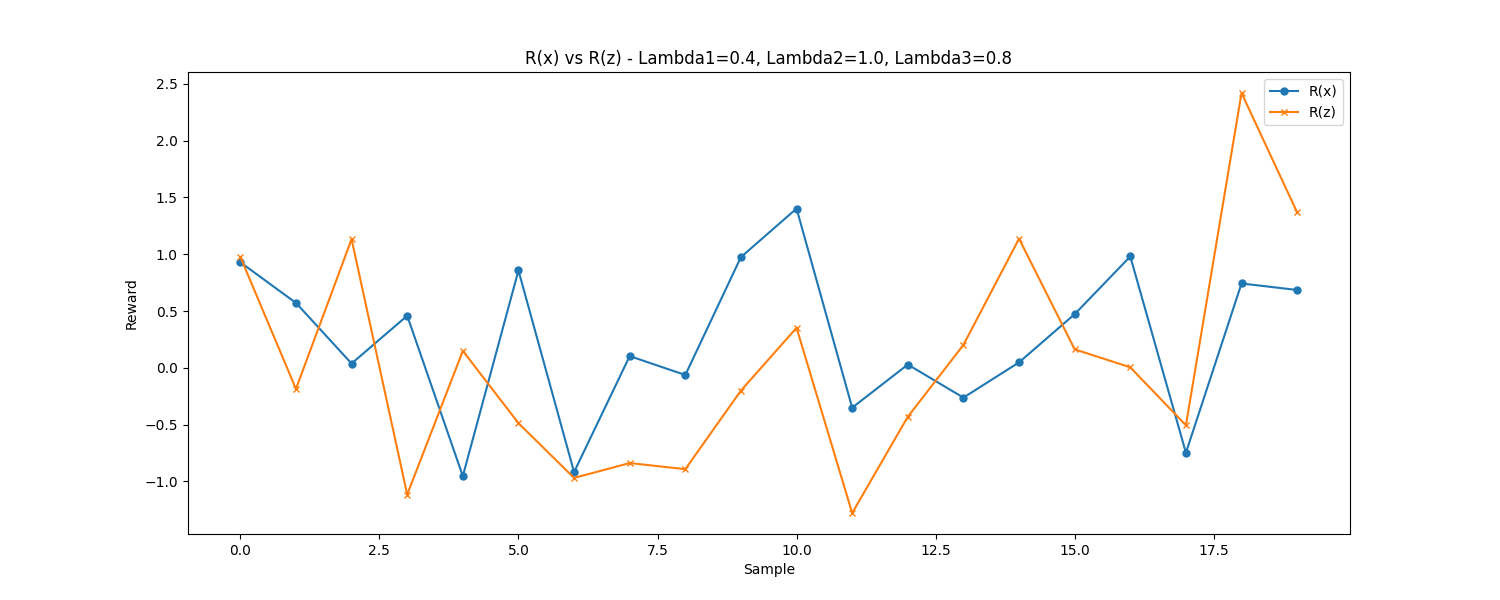 R(x) vs R(z) - Lambda1=0.4, Lambda2=1.0, Lambda3=0.8
R(x)
R(z)
Reward
2.5
2.0
1.5
1.0
0.5
0.0
−0.5
−1.0
0.0 2.5 5.0 7.5 10.0 12.5 15.0 17.5
Sample